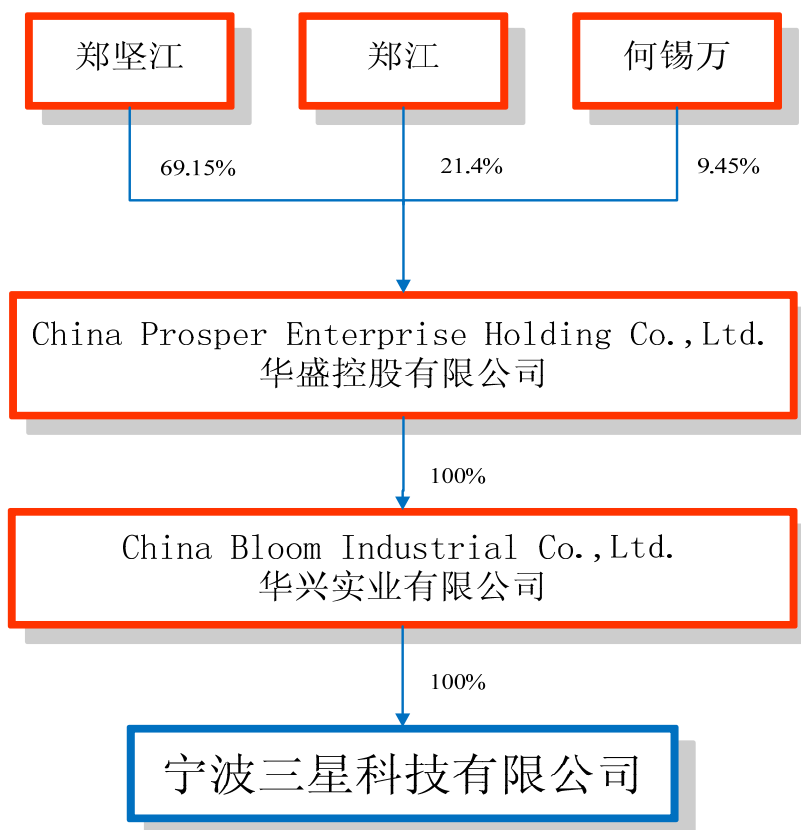 郑坚江
郑江
何锡万
69.15%
21.4%
9.45%
China Prosper Enterprise Holding Co.,Ltd.
华盛控股有限公司
100%
China Bloom Industrial Co.,Ltd.
华兴实业有限公司
100%
宁波三星科技有限公司